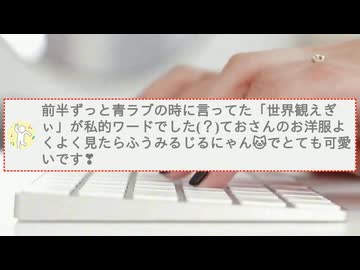 前半ずっと青ラブの時に言ってた「世界観えぎ
ぃ」が私的ワードでした(？)ておさんのお洋服よ
くよく見たらふうみるじるにゃん🐱でとても可愛
いです❣